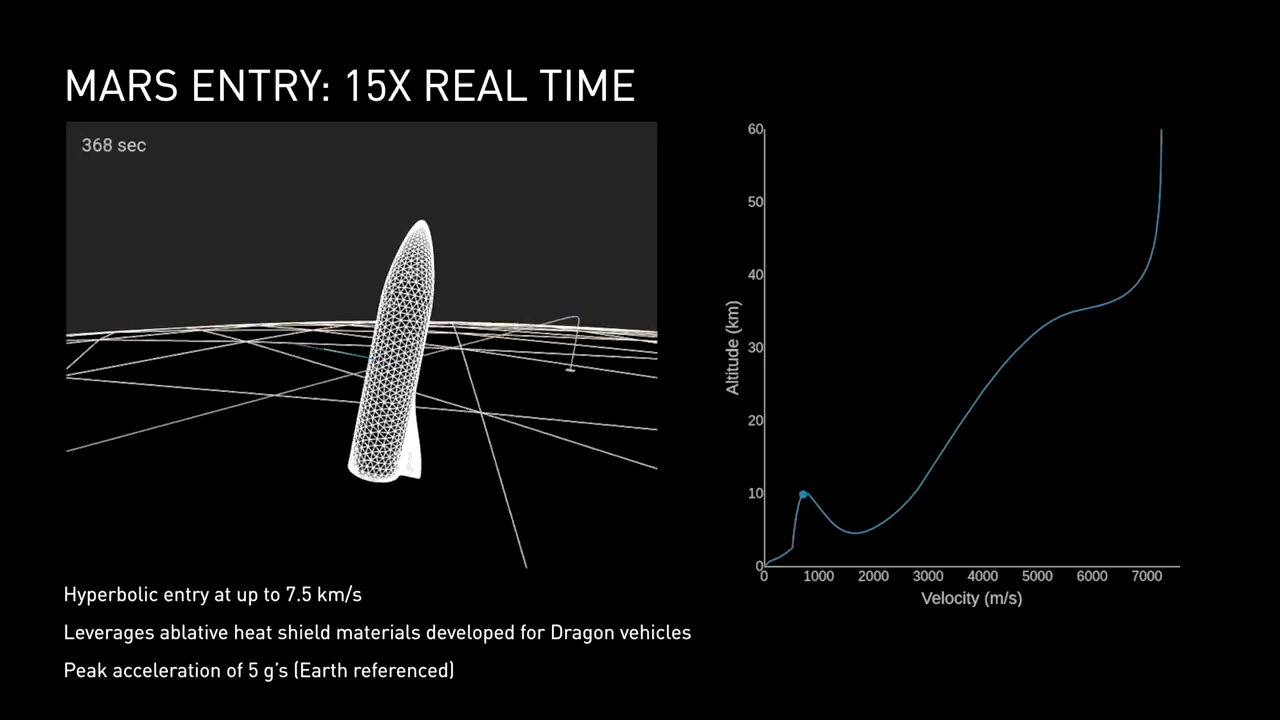 MARS ENTRY: 15X REAL TIME
368 sec
60
50
40
30
20
10
0
Altitude (km)
0 1000 2000 3000 4000 5000 6000 7000
Velocity (m/s)
Hyperbolic entry at up to 7.5 km/s
Leverages ablative heat shield materials developed for Dragon vehicles
Peak acceleration of 5 g's (Earth referenced)